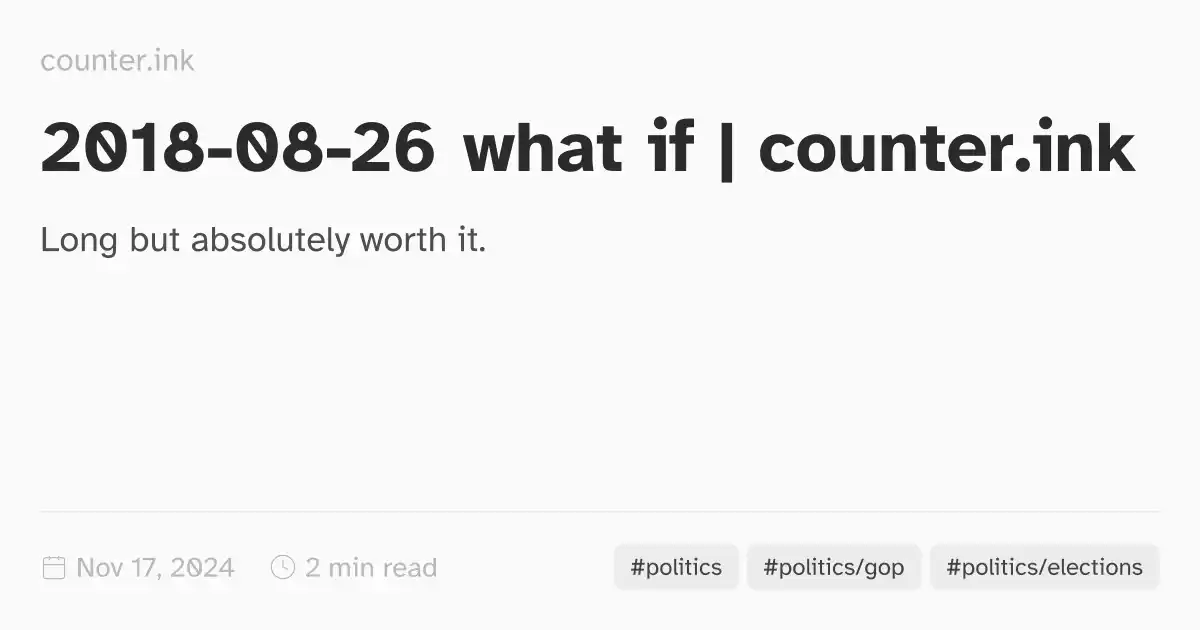 counter.ink
2018-08-26 what if | counter.ink
Long but absolutely worth it.
Nov 17, 2024 2 min read #politics #politics/gop #politics/elections